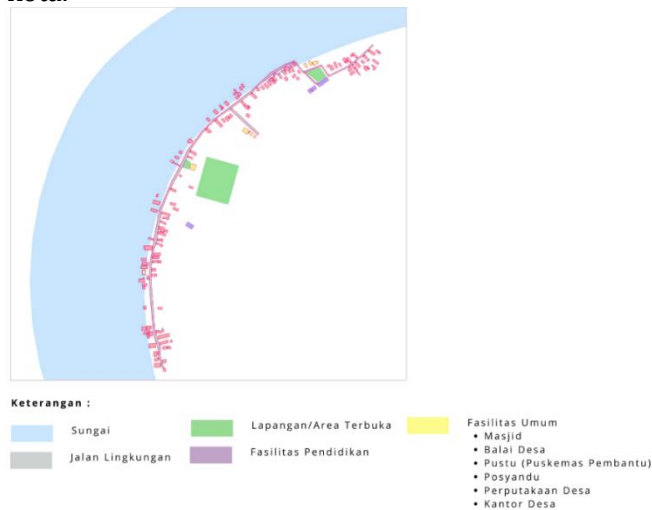 Keterangan :
Sungai
Jalan Lingkungan
Lapangan/Area Terbuka
Fasilitas Pendidikan
Fasilitas Umum
• Masjid
• Balai Desa
• Pustu (Puskemas Pembantu)
• Posyandu
• Perputakaan Desa
• Kantor Desa